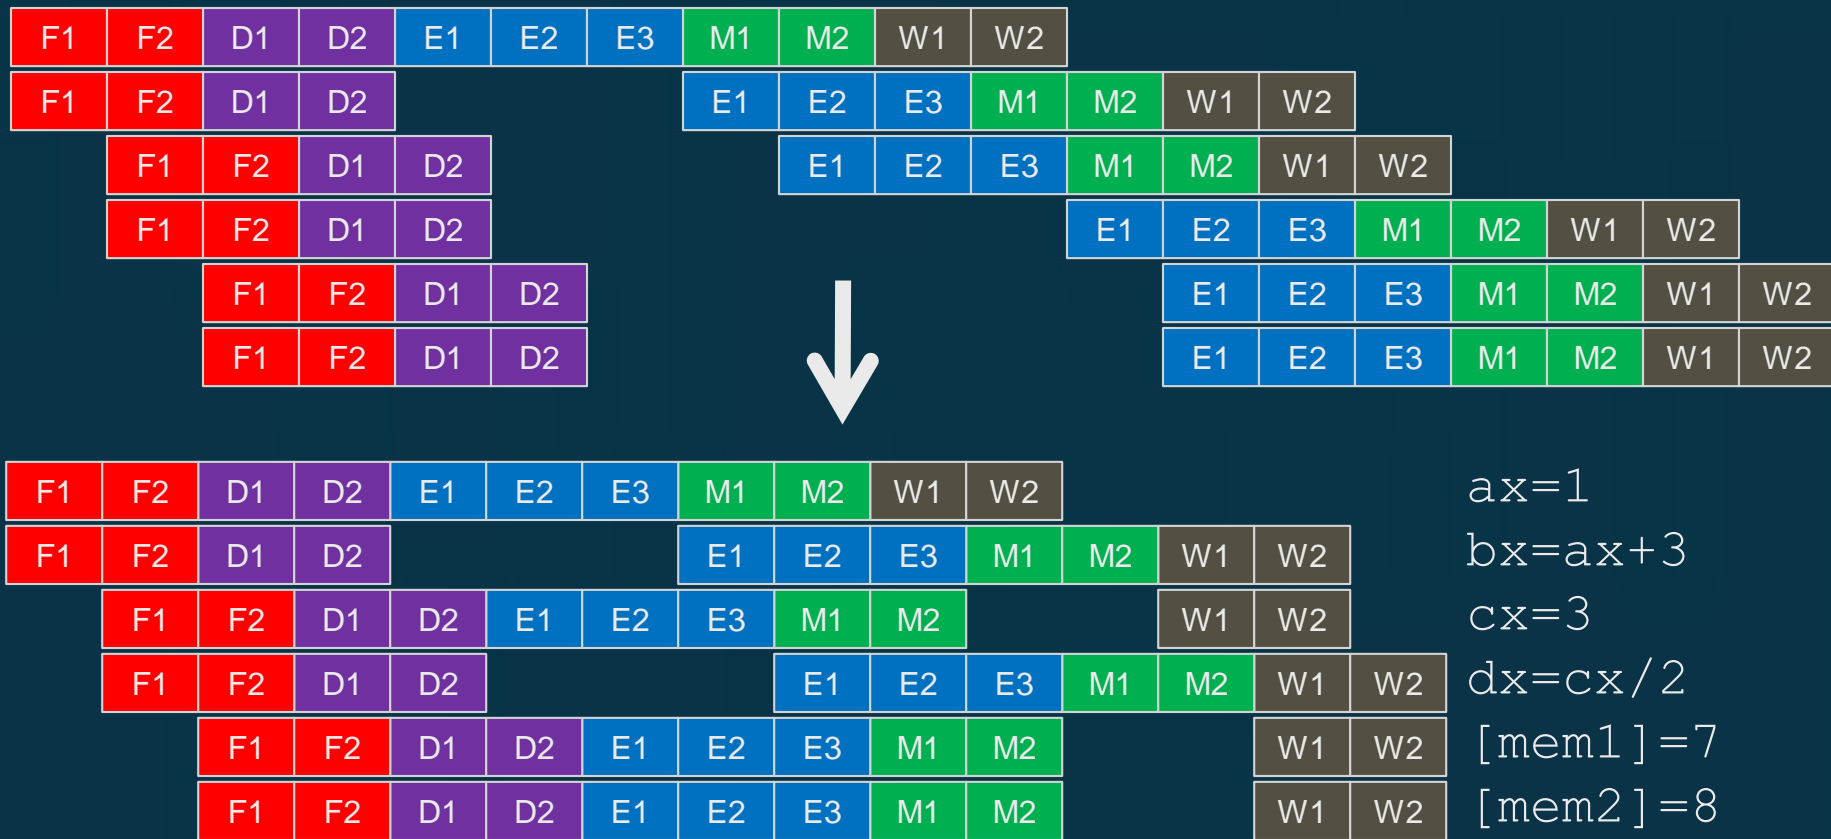 F1 F2 D1 D2 E1 E2 E3 M1 M2 W1 W2
F1 F2 D1 D2 E1 E2 E3 M1 M2 W1 W2
F1 F2 D1 D2 E1 E2 E3 M1 M2 W1 W2
F1 F2 D1 D2 E1 E2 E3 M1 M2 W1 W2
F1 F2 D1 D2 E1 E2 E3 M1 M2 W1 W2
F1 F2 D1 D2 E1 E2 E3 M1 M2 W1 W2
F1 F2 D1 D2 E1 E2 E3 M1 M2 W1 W2 ax=1
F1 F2 D1 D2 E1 E2 E3 M1 M2 W1 W2 bx=ax+3
F1 F2 D1 D2 E1 E2 E3 M1 M2 W1 W2 cx=3
F1 F2 D1 D2 E1 E2 E3 M1 M2 W1 W2 dx=cx/2
F1 F2 D1 D2 E1 E2 E3 M1 M2 W1 W2 [mem1]=7
F1 F2 D1 D2 E1 E2 E3 M1 M2 W1 W2 [mem2]=8